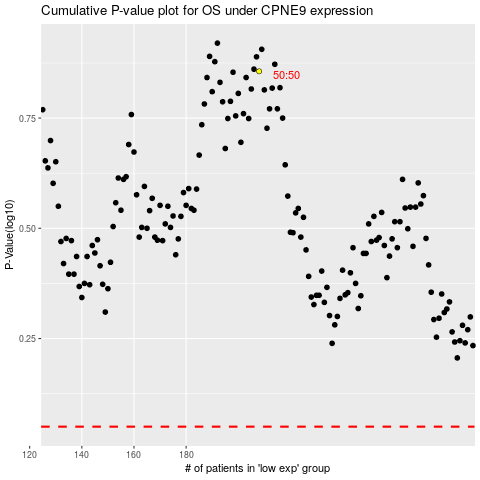 Cumulative P-value plot for OS under CPNE9 expression
P-Value(log10)
0.75
0.50
0.25
50:50
120 140 160 180
# of patients in 'low exp' group